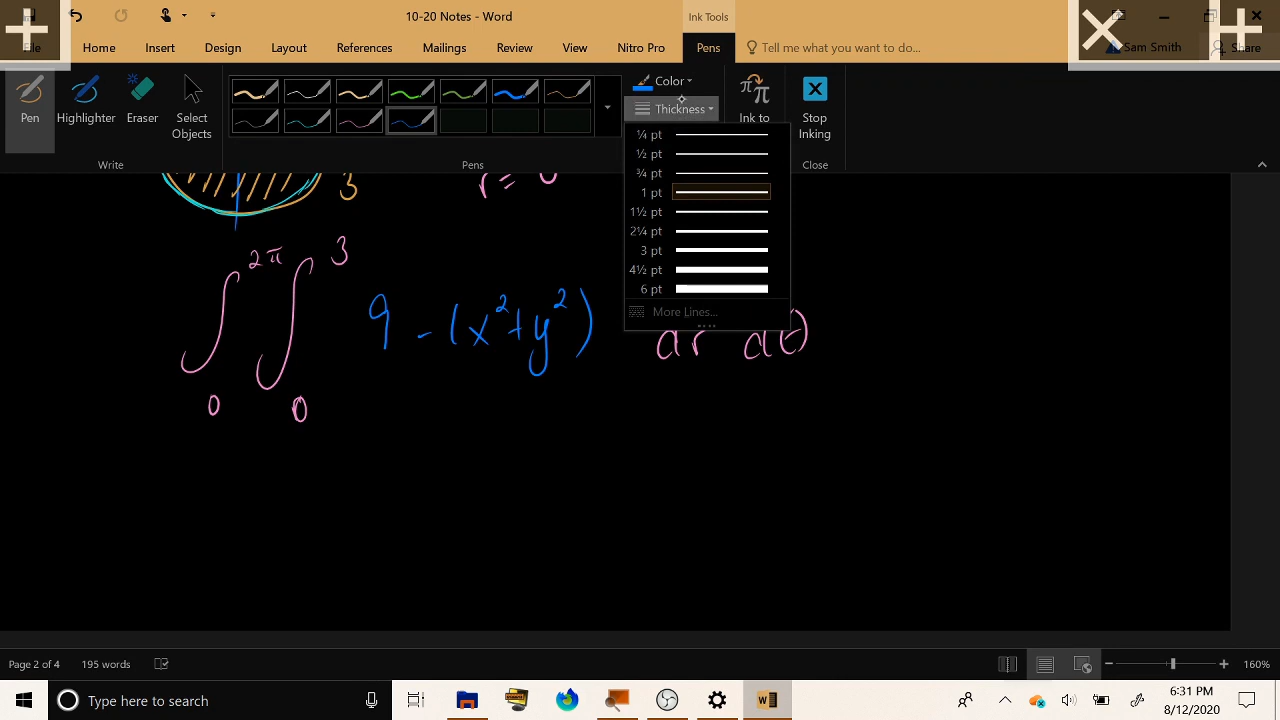 10-20 Notes - Word
Ink Tools
File Home Insert Design Layout References Mailings Review View Nitro Pro Pens Tell me what you want to do... Sam Smith Share
Pen Highlighter Eraser Select Objects
Color
Thickness
Ink to
Stop Inking
Write Pens Close
¼ pt
½ pt
¾ pt
1 pt
1½ pt
2¼ pt
3 pt
4½ pt
6 pt
More Lines...
3
r=
∫ 0 2π ∫ 0 3 9 - (x²+y²) dr dθ
Page 2 of 4 195 words 160%
Type here to search
6:31 PM
8/12/2020